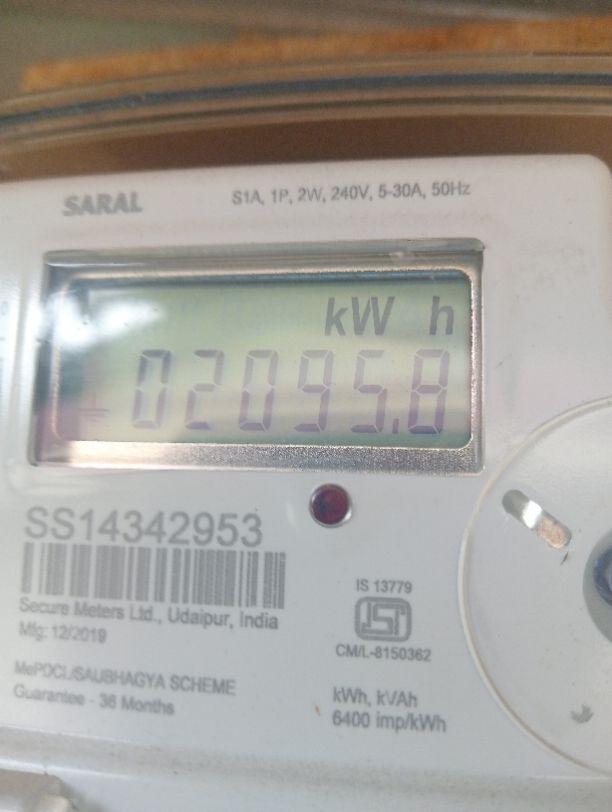 SARAL
S1A, 1P, 2W, 240V, 5-30A, 50Hz
kW h
02095.8
SS14342953
Secure Meters Ltd., Udaipur, India
Mfg: 12/2019
IS 13779
ISI
CM/L-8150362
MePDCL/SAUBHAGYA SCHEME
Guarantee - 36 Months
kWh, kVAh
6400 imp/kWh